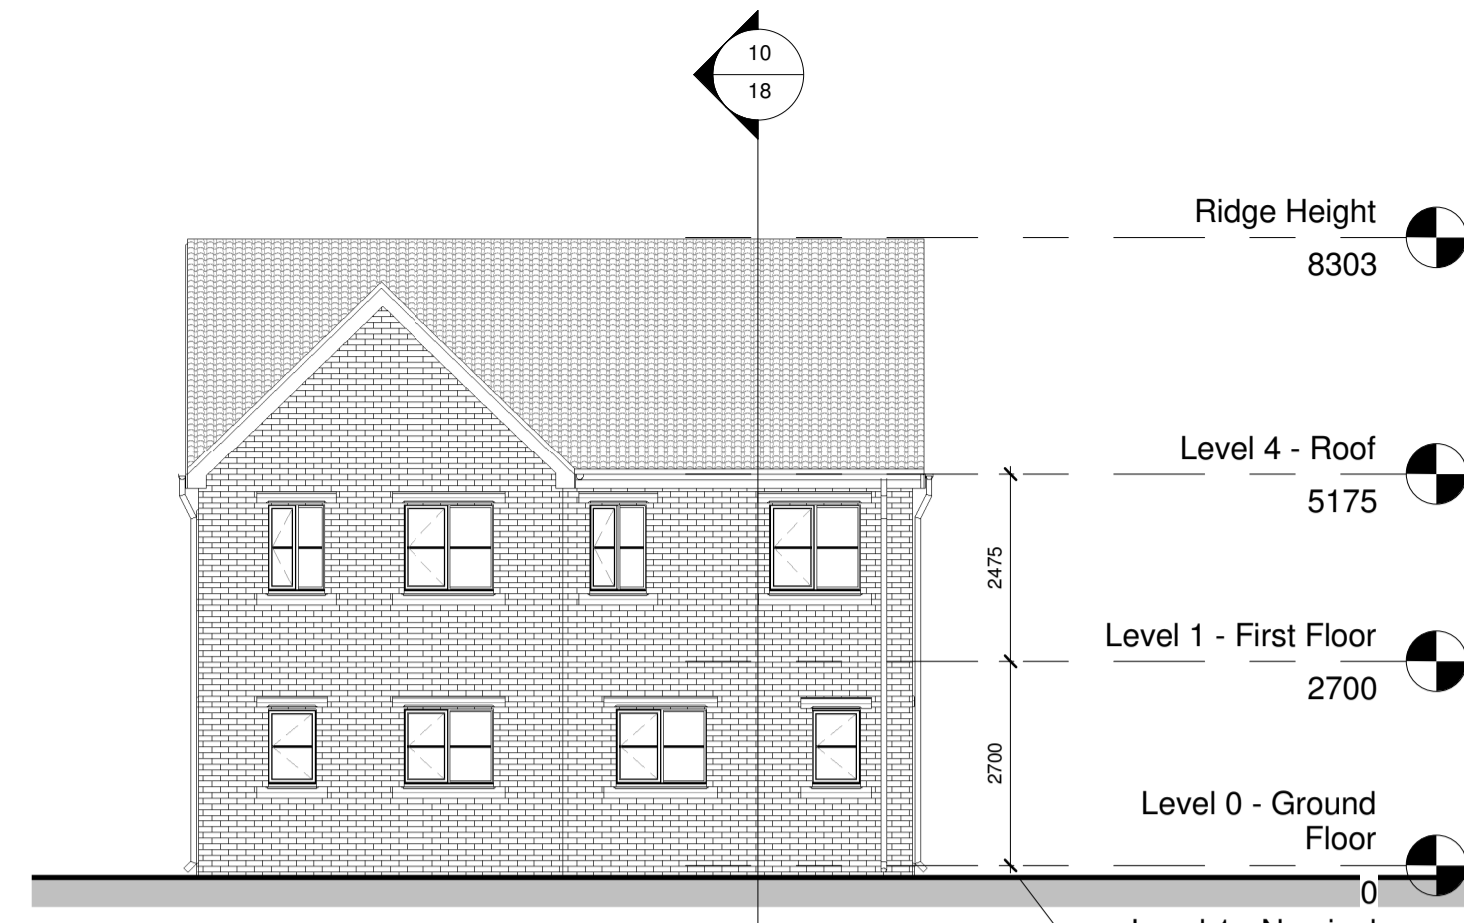 10
18
Ridge Height
8303
Level 4 - Roof
5175
2475
Level 1 - First Floor
2700
2700
Level 0 - Ground
Floor
0